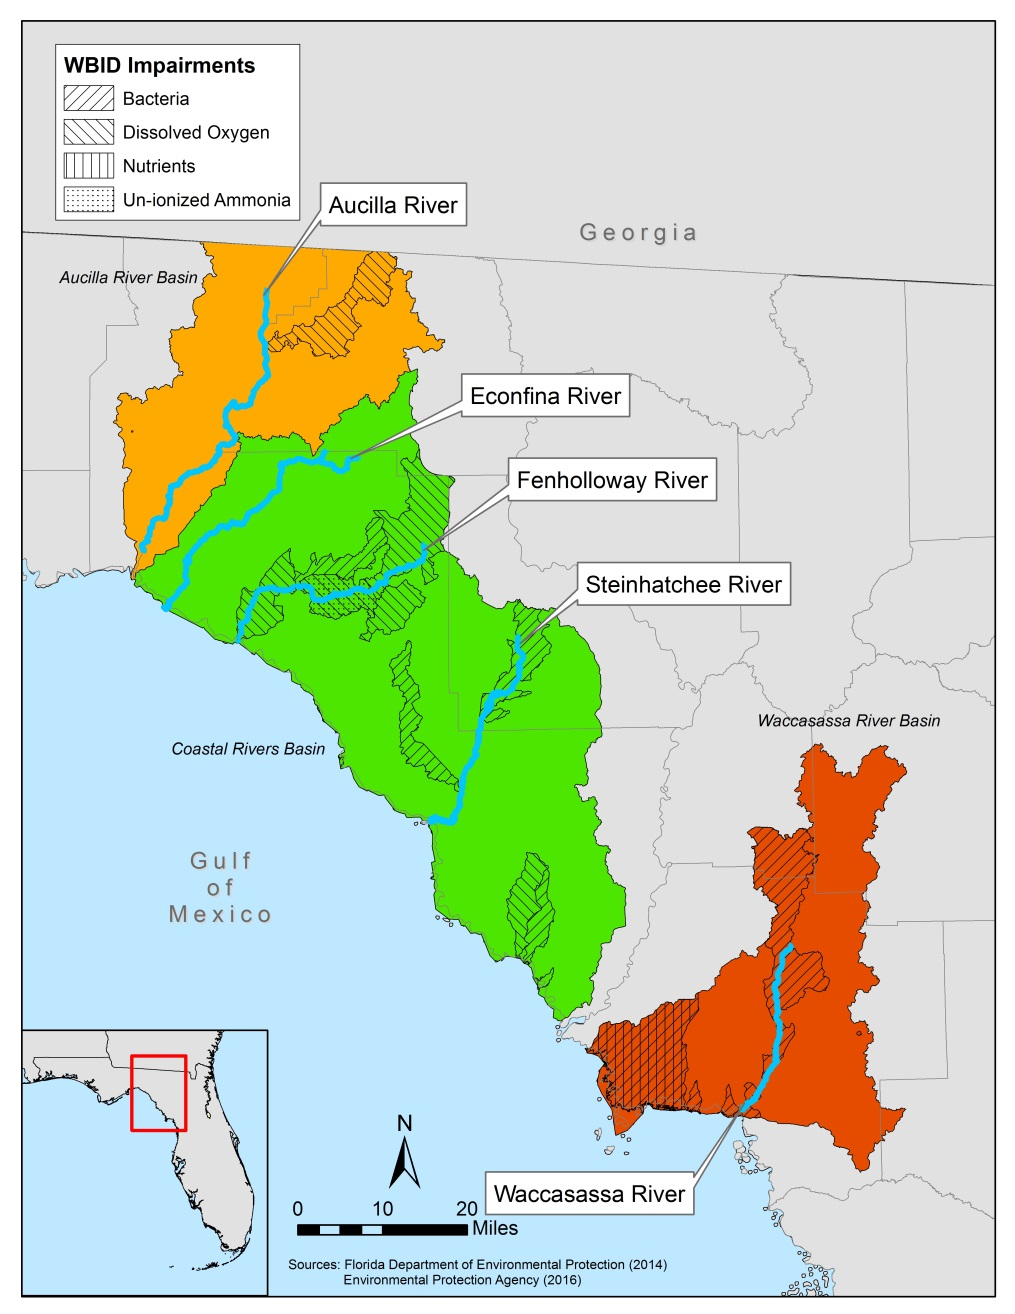 WBID Impairments
Bacteria
Dissolved Oxygen
Nutrients
Un-ionized Ammonia
Aucilla River
Georgia
Aucilla River Basin
Econfina River
Fenholloway River
Steinhatchee River
Waccasassa River Basin
Coastal Rivers Basin
Gulf
of
Mexico
N
Waccasassa River
0 10 20
Miles
Sources: Florida Department of Environmental Protection (2014)
Environmental Protection Agency (2016)